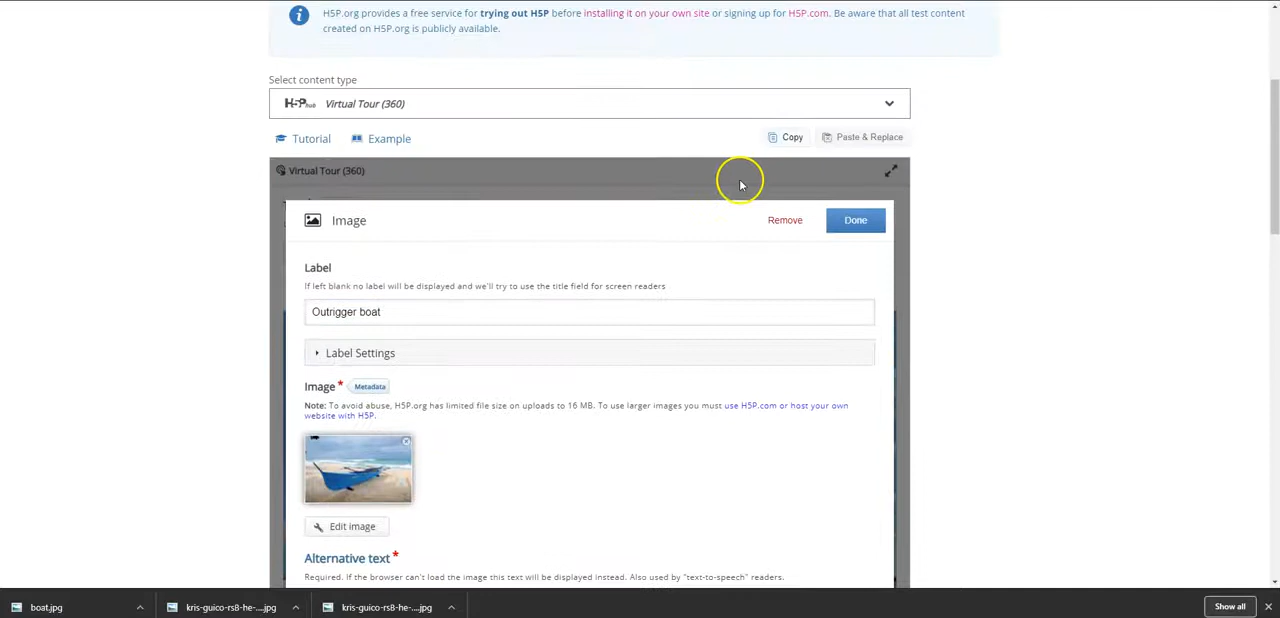 H5P.org provides a free service for trying out H5P before installing it on your own site or signing up for H5P.com. Be aware that all test content
created on H5P.org is publicly available.
Select content type
H5P hub Virtual Tour (360)
Tutorial Example Copy Paste & Replace
Virtual Tour (360)
Image Remove Done
Label
If left blank no label will be displayed and we'll try to use the title field for screen readers
Outrigger boat
Label Settings
Image * Metadata
Note: To avoid abuse, H5P.org has limited file size on uploads to 16 MB. To use larger images you must use H5P.com or host your own
website with H5P.
Edit image
Alternative text *
Required. If the browser can't load the image this text will be displayed instead. Also used by "text-to-speech" readers.
boat.jpg kris-guico-rsB-he-....jpg kris-guico-rsB-he-....jpg Show all